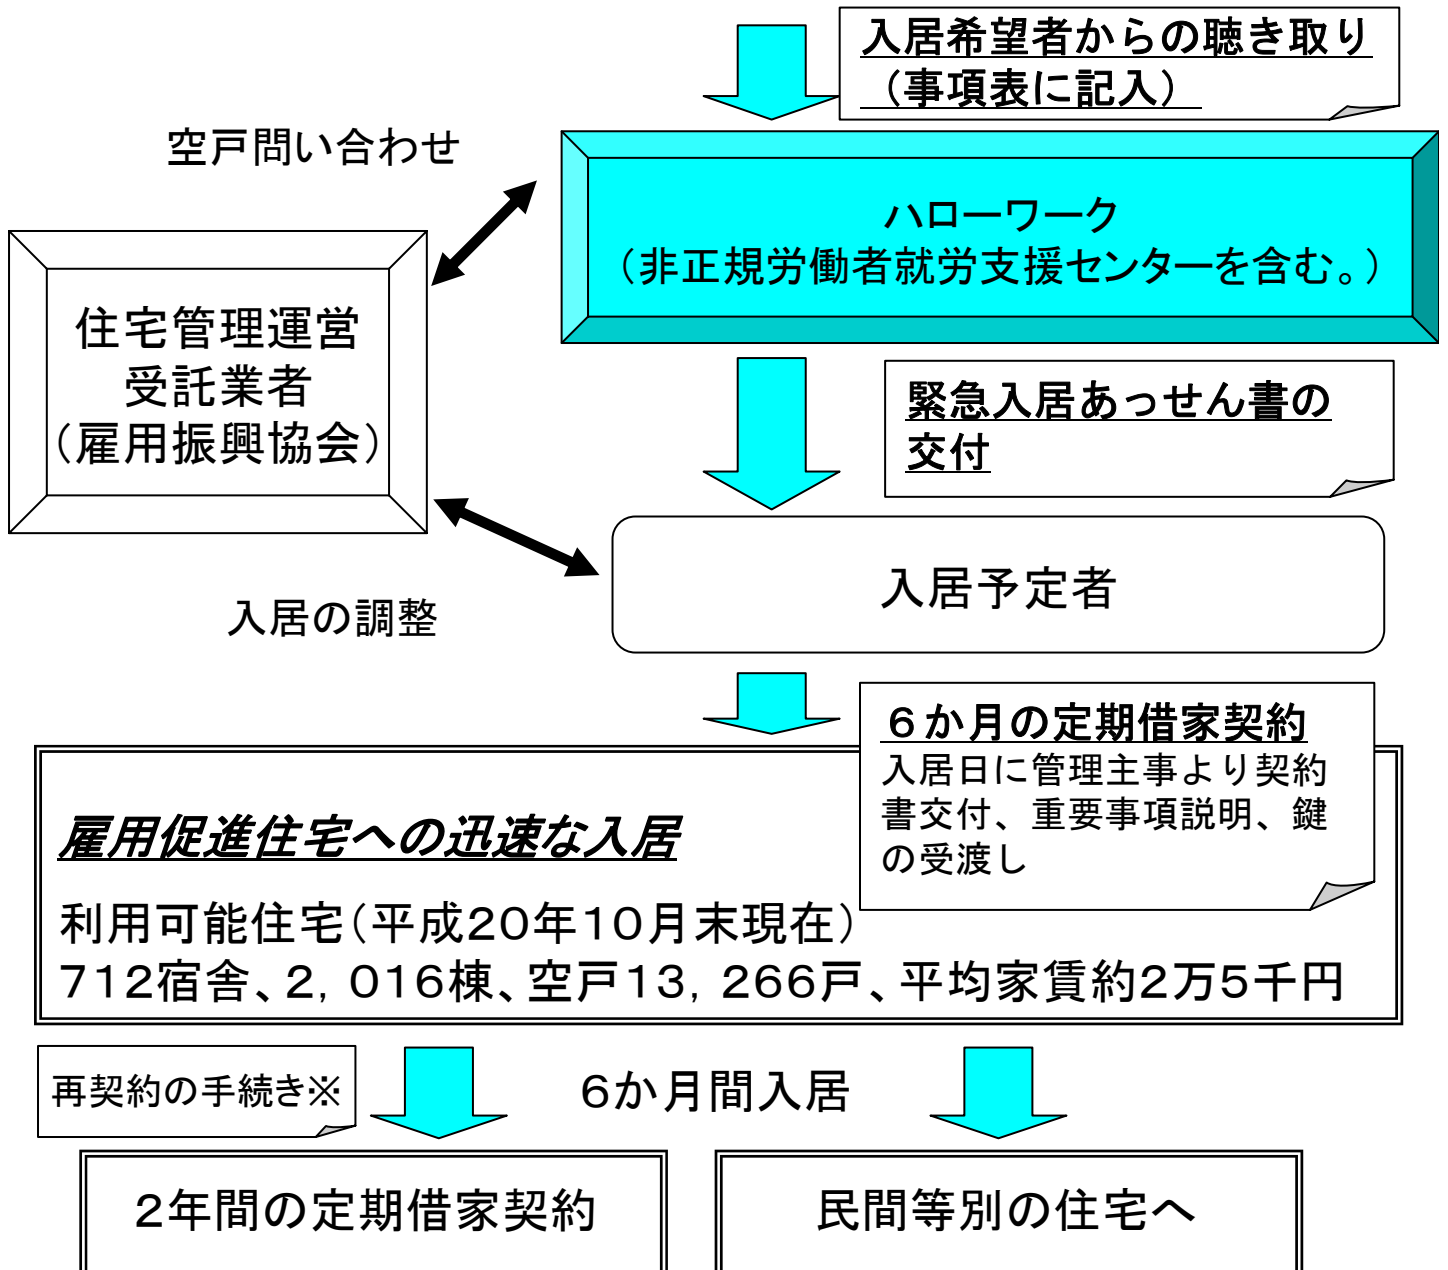 入居希望者からの聴き取り
（事項表に記入）
空戸問い合わせ
ハローワーク
（非正規労働者就労支援センターを含む。）
住宅管理運営
受託業者
（雇用振興協会）
緊急入居あっせん書の
交付
入居予定者
入居の調整
６か月の定期借家契約
入居日に管理主事より契約
書交付、重要事項説明、鍵
の受渡し
雇用促進住宅への迅速な入居
利用可能住宅（平成２０年１０月末現在）
７１２宿舎、２，０１６棟、空戸１３，２６６戸、平均家賃約２万５千円
再契約の手続き※
６か月間入居
２年間の定期借家契約
民間等別の住宅へ